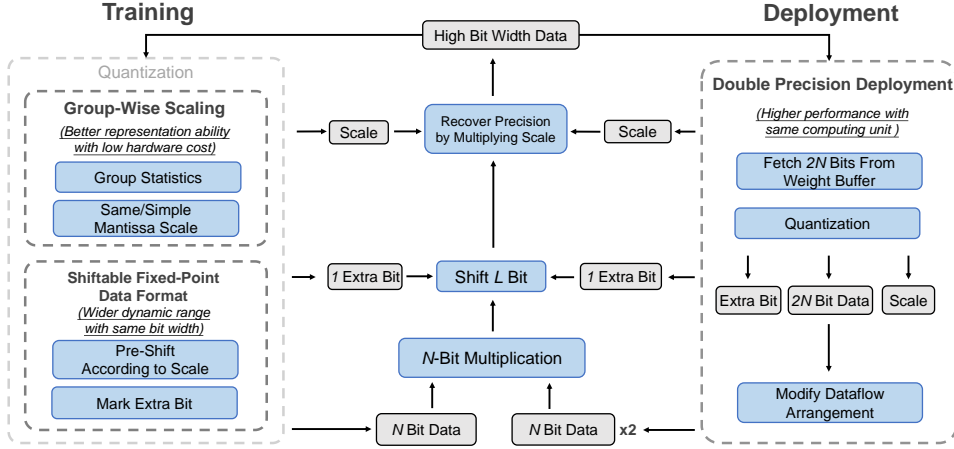 Training
Deployment
High Bit Width Data
Quantization
Group-Wise Scaling
(Better representation ability
with low hardware cost)
Group Statistics
Same/Simple
Mantissa Scale
Shiftable Fixed-Point
Data Format
(Wider dynamic range
with same bit width)
Pre-Shift
According to Scale
Mark Extra Bit
Scale
Recover Precision
by Multiplying Scale
Scale
1 Extra Bit
Shift L Bit
1 Extra Bit
N-Bit Multiplication
N Bit Data
N Bit Data x2
Double Precision Deployment
(Higher performance with
same computing unit )
Fetch 2N Bits From
Weight Buffer
Quantization
Extra Bit
2N Bit Data
Scale
Modify Dataflow
Arrangement